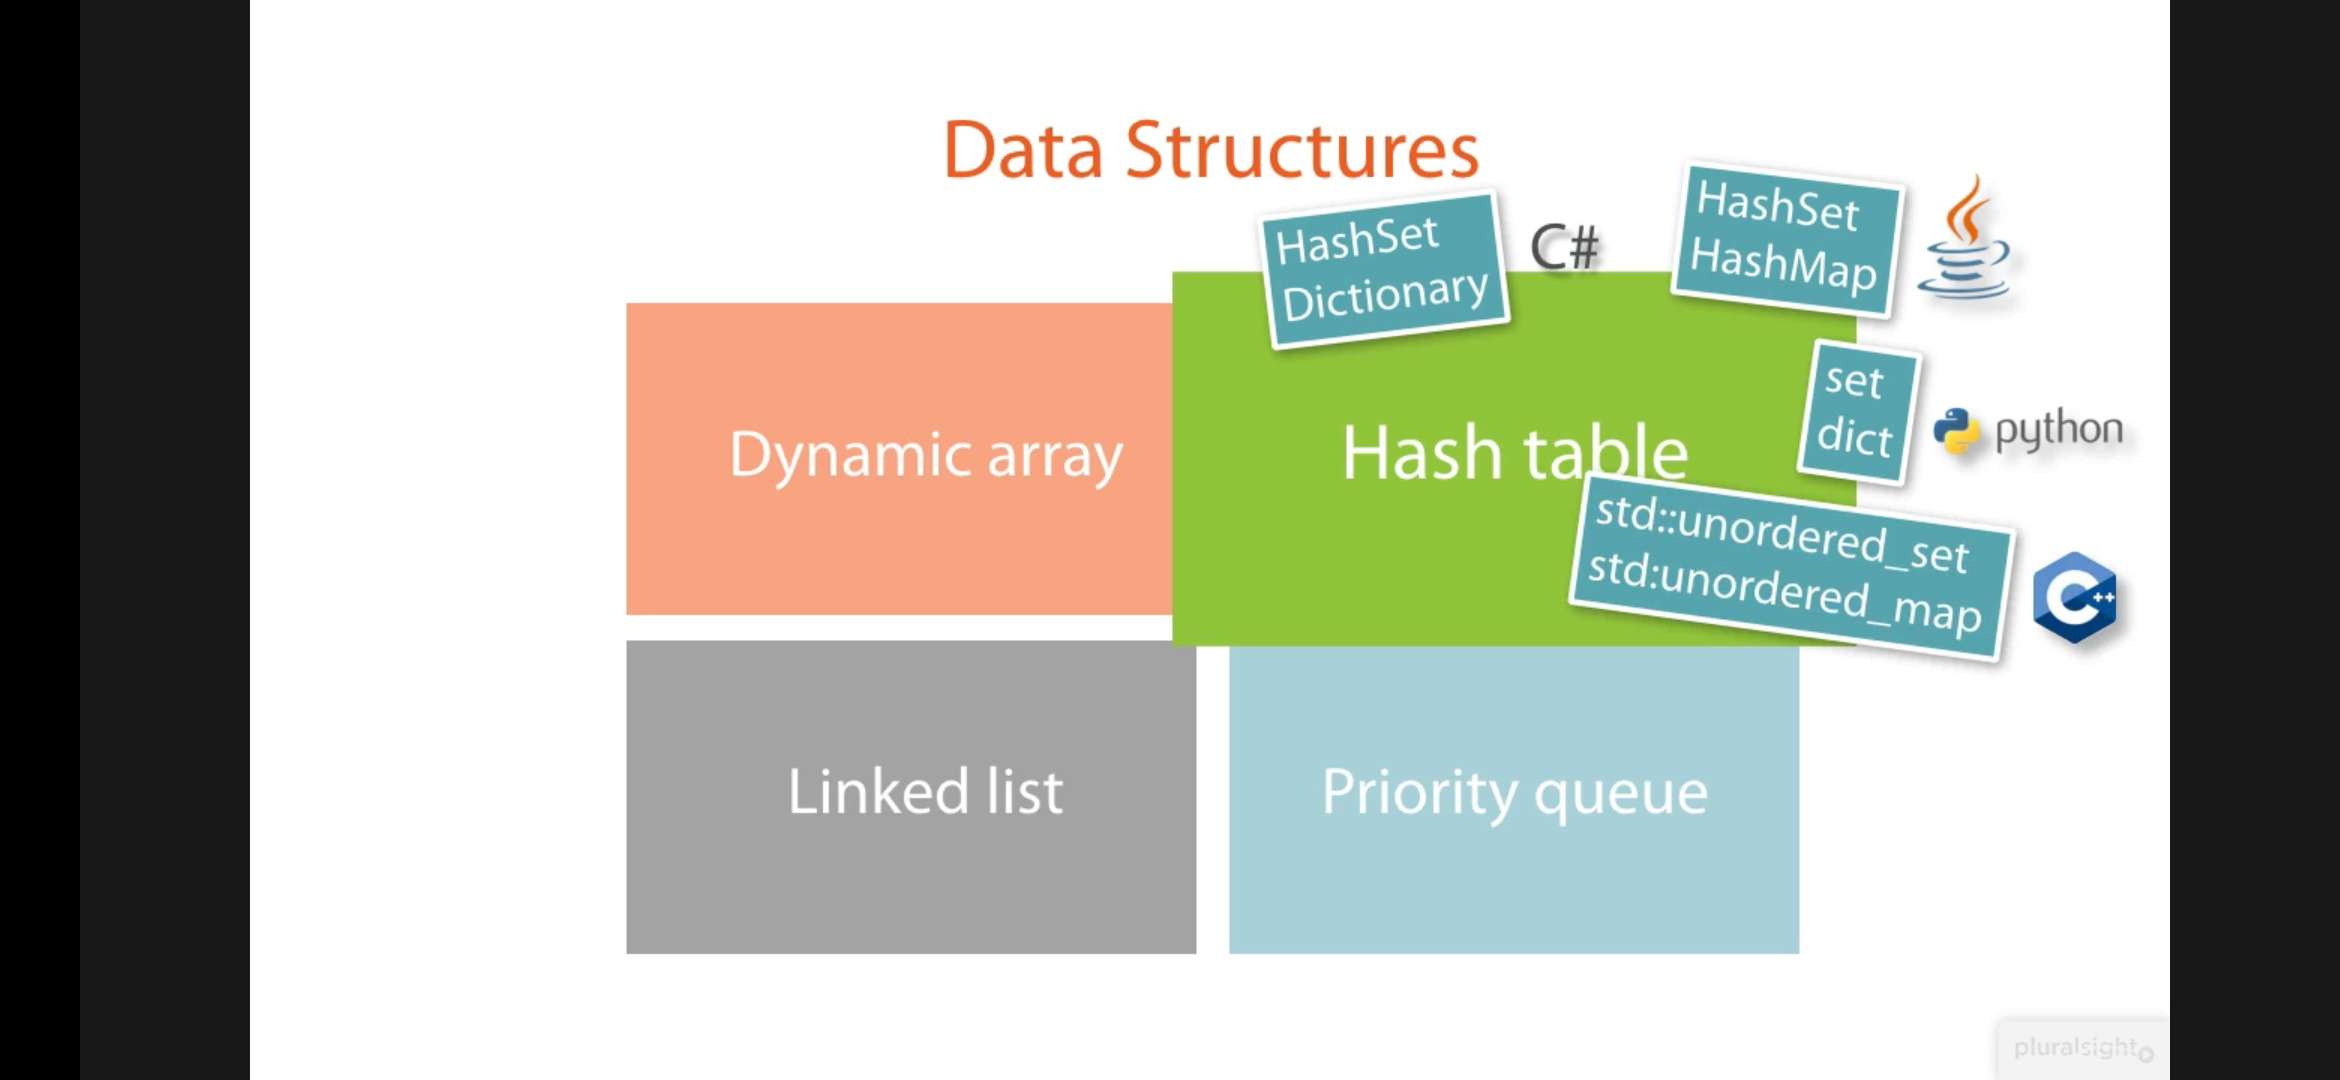 Data Structures
HashSet
Dictionary
C#
HashSet
HashMap
Dynamic array
Hash table
set
dict
python
std::unordered_set
std:unordered_map
C++
Linked list
Priority queue
pluralsight